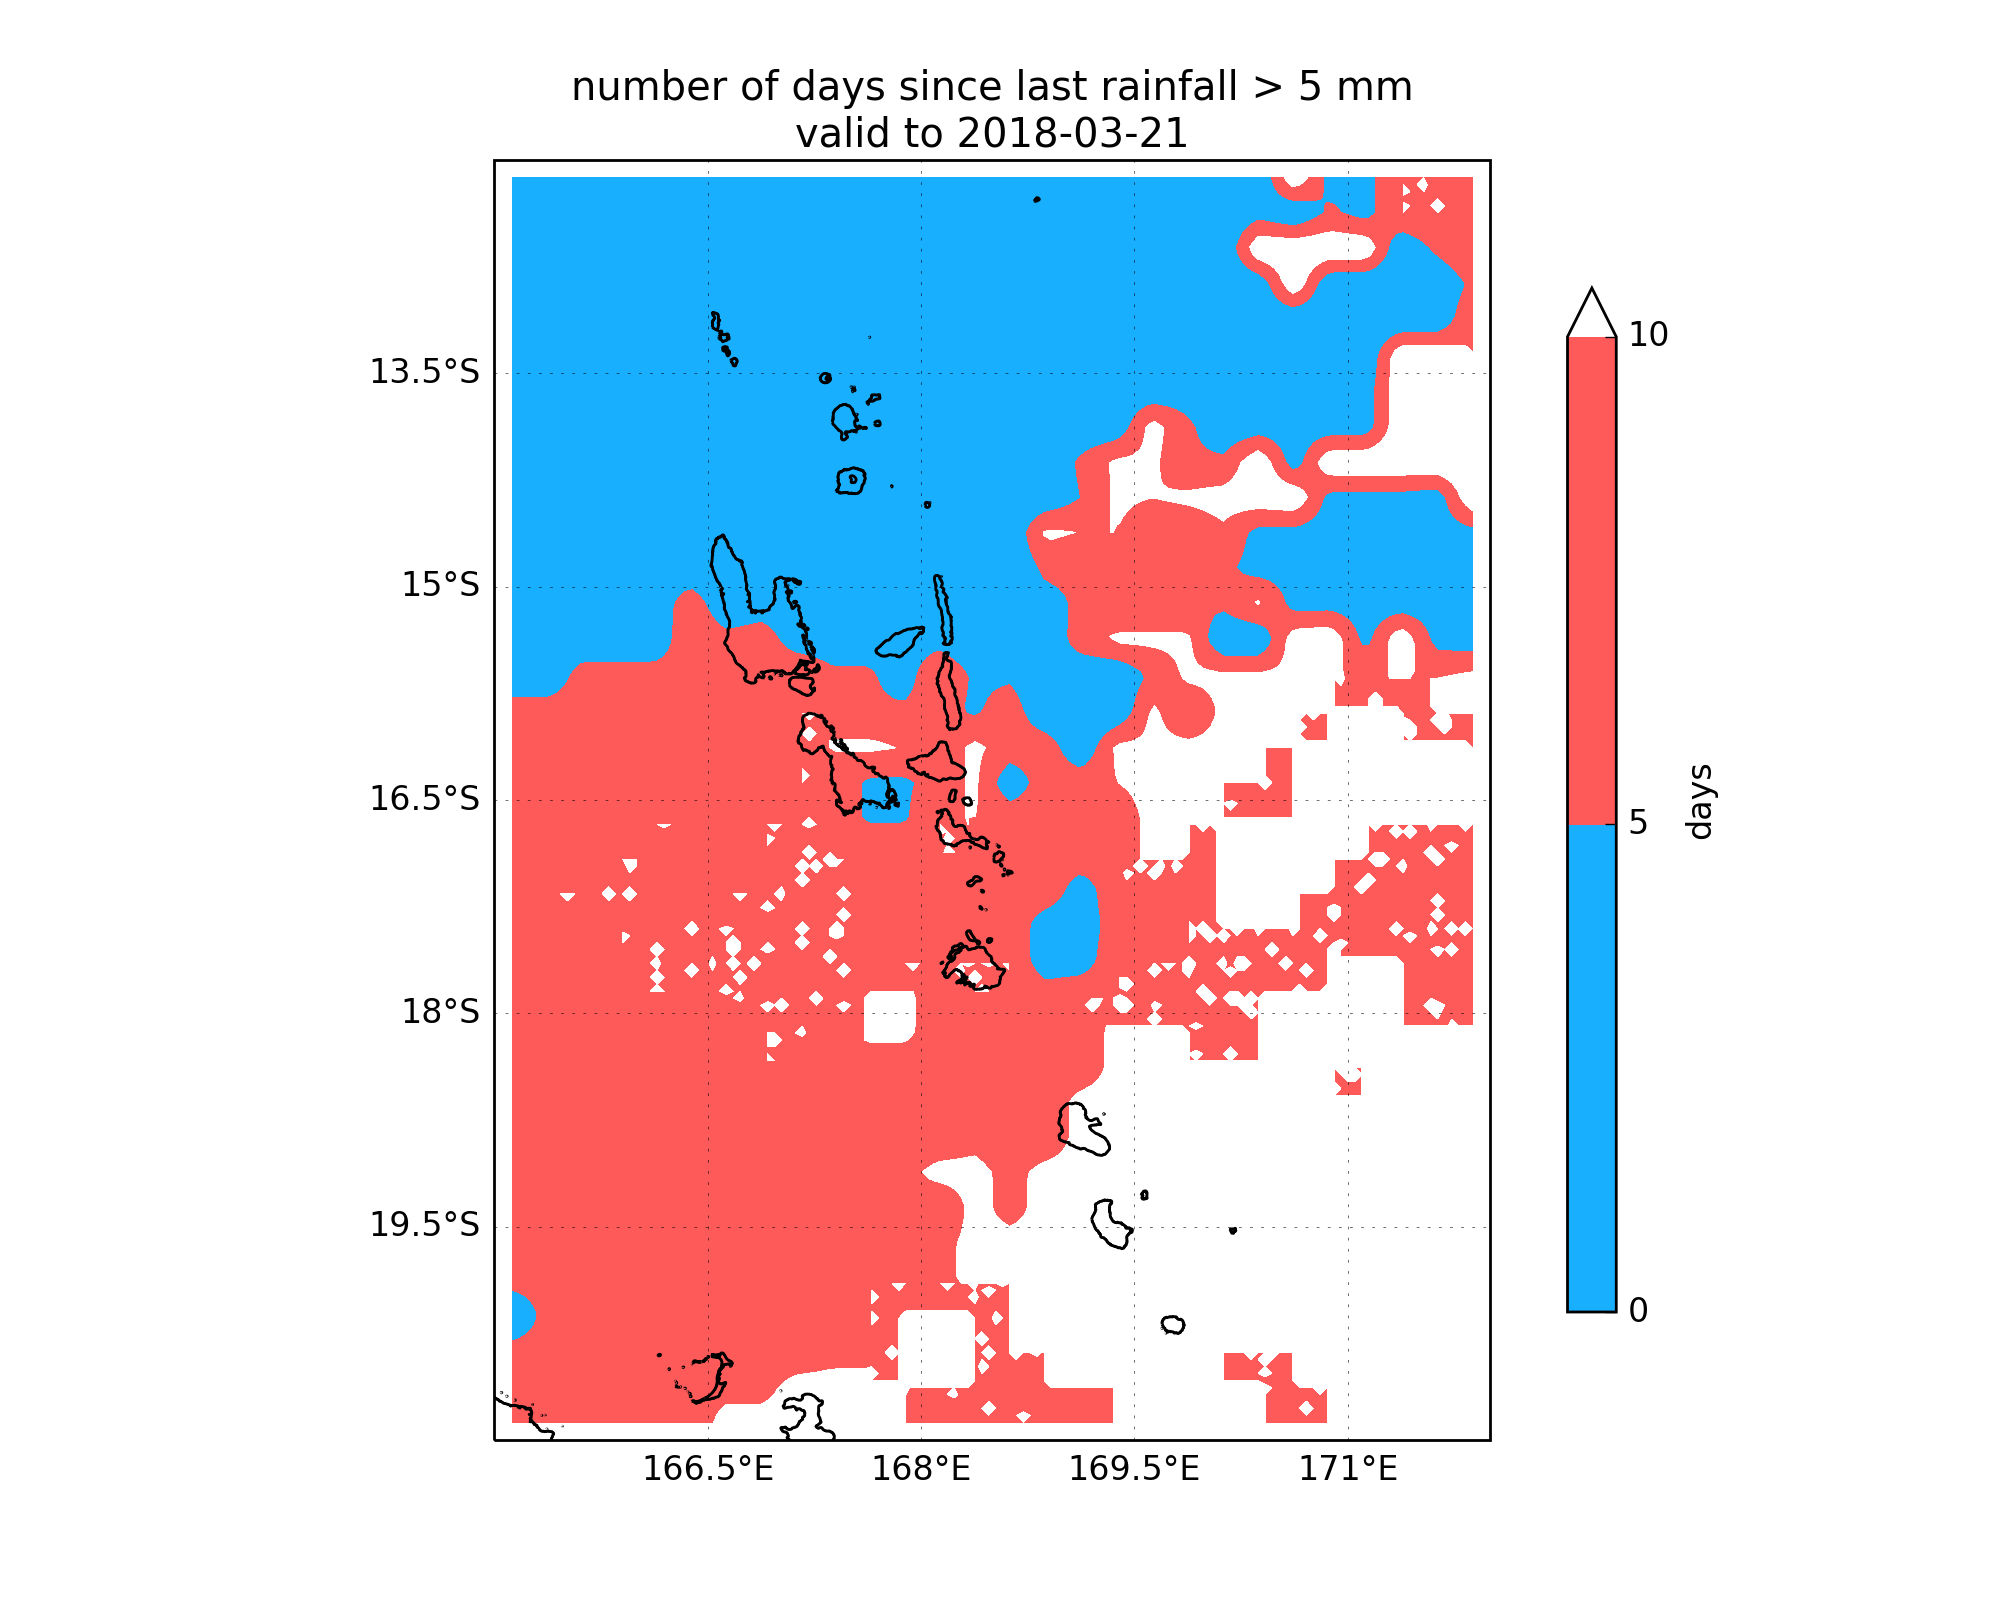 number of days since last rainfall > 5 mm
valid to 2018-03-21
13.5°S
15°S
16.5°S
18°S
19.5°S
166.5°E
168°E
169.5°E
171°E
10
5
0
days